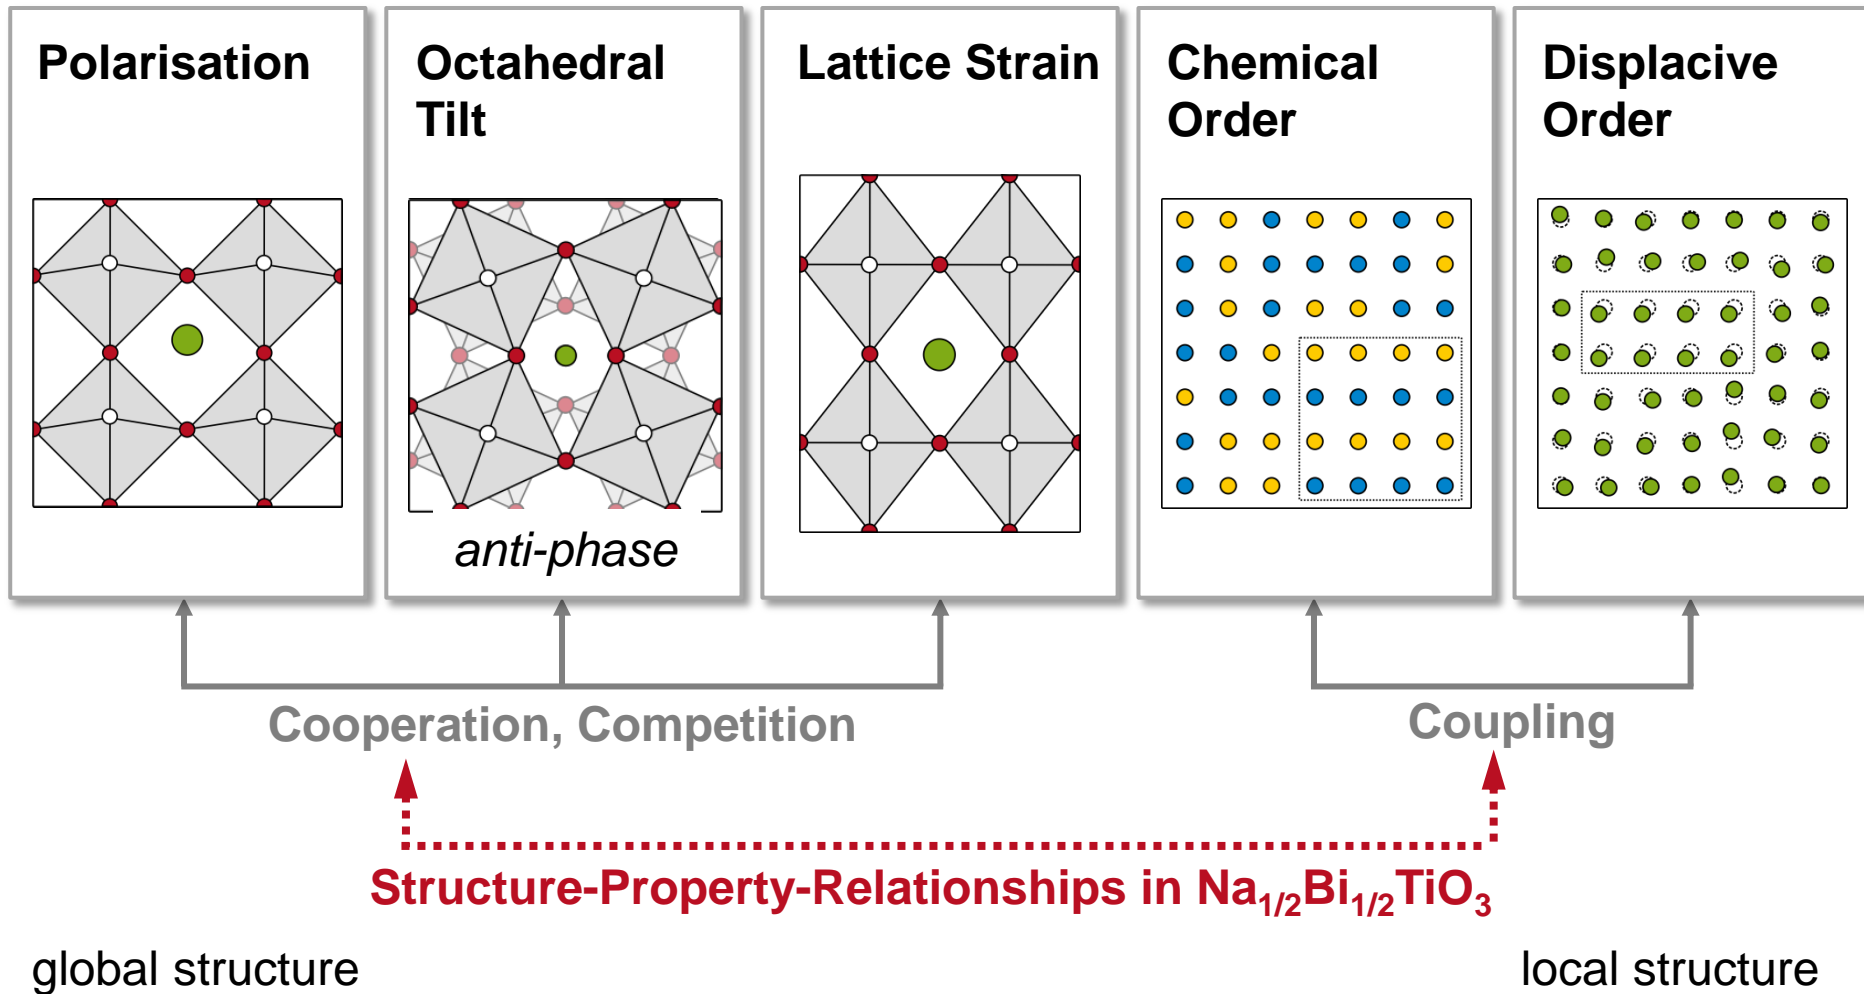 Polarisation
Octahedral
Tilt
Lattice Strain
Chemical
Order
Displacive
Order
anti-phase
Cooperation, Competition
Coupling
Structure-Property-Relationships in Na1/2Bi1/2TiO3
global structure
local structure